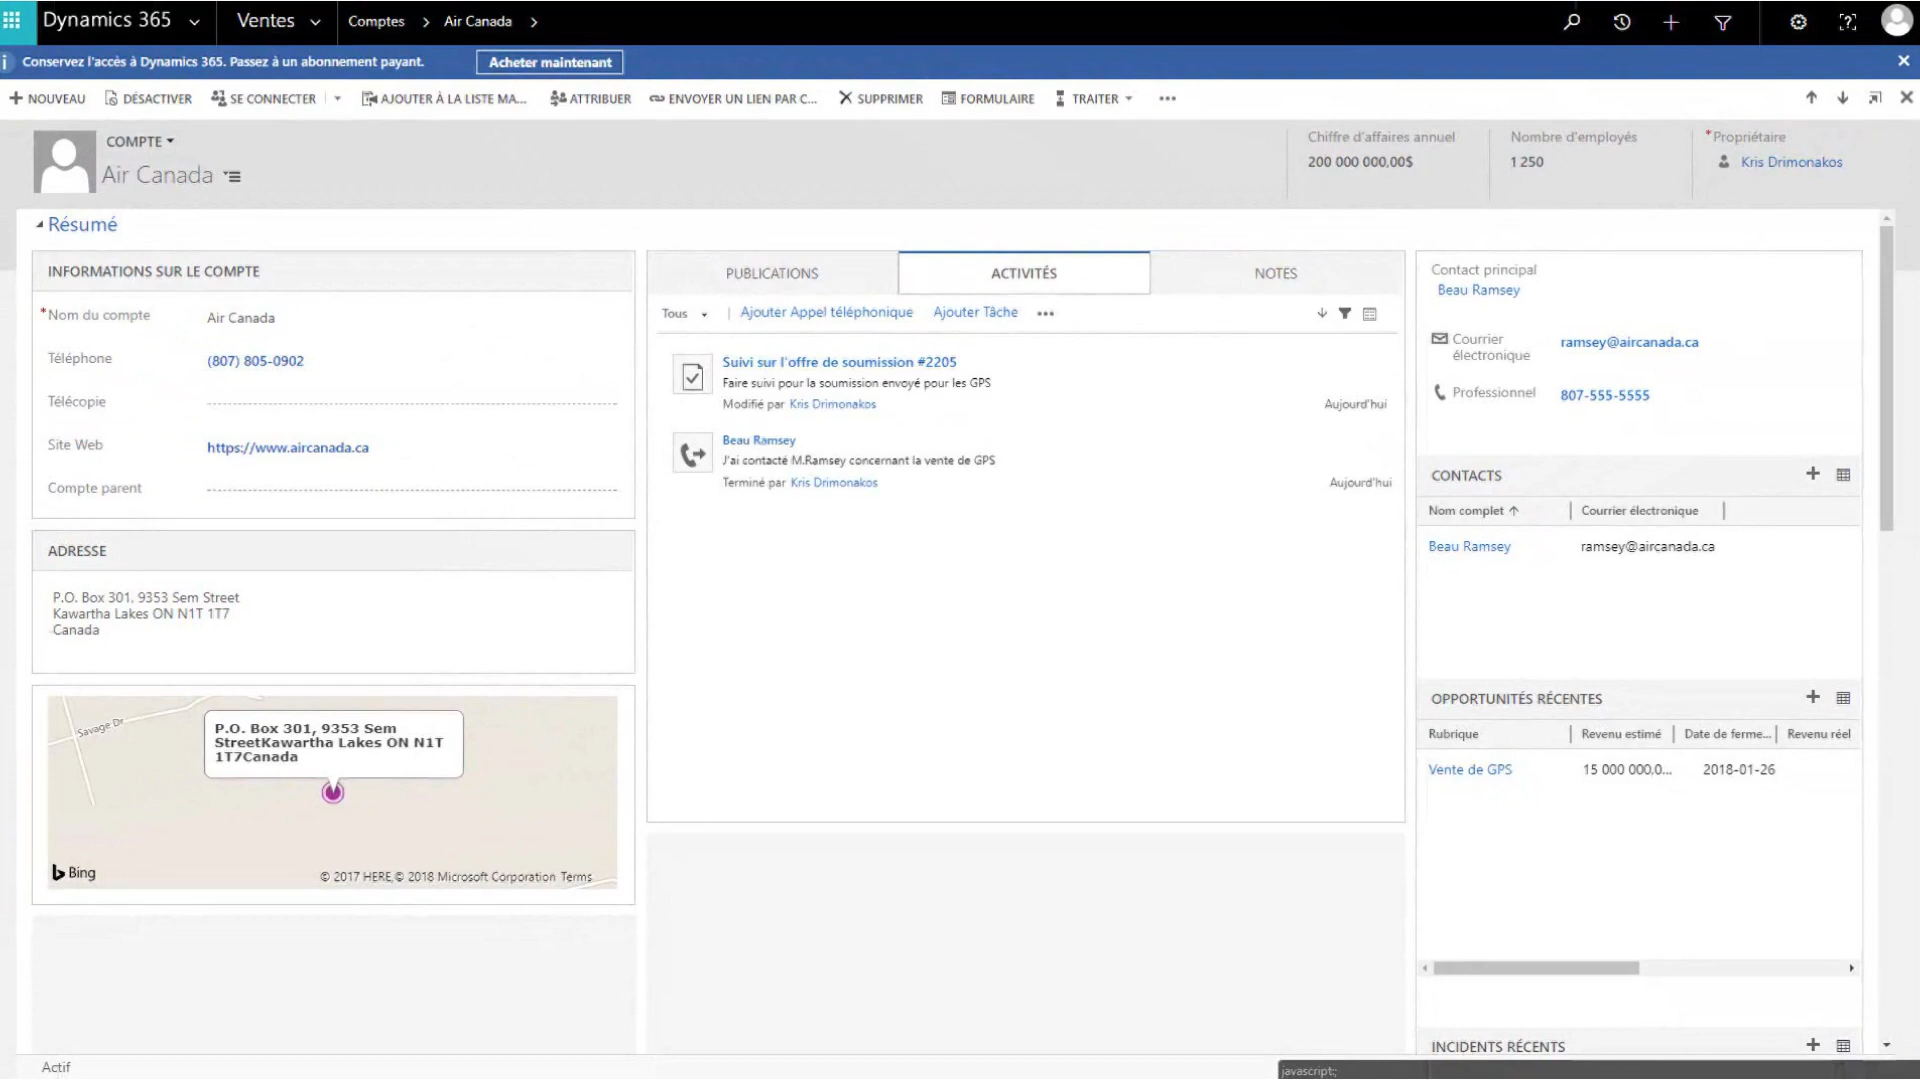 Dynamics 365
Ventes
Comptes > Air Canada >
Conservez l'accès à Dynamics 365. Passez à un abonnement payant.
Acheter maintenant
NOUVEAU
DÉSACTIVER
SE CONNECTER
AJOUTER À LA LISTE MA...
ATTRIBUER
ENVOYER UN LIEN PAR C...
SUPPRIMER
FORMULAIRE
TRAITER
...
COMPTE
Air Canada
Chiffre d'affaires annuel
200 000 000,00$
Nombre d'employés
1 250
*Propriétaire
Kris Drimonakos
Résumé
INFORMATIONS SUR LE COMPTE
*Nom du compte Air Canada
Téléphone (807) 805-0902
Télécopie
Site Web https://www.aircanada.ca
Compte parent
ADRESSE
P.O. Box 301, 9353 Sem Street
Kawartha Lakes ON N1T 1T7
Canada
Savage Dr
P.O. Box 301, 9353 Sem
StreetKawartha Lakes ON N1T
1T7Canada
Bing
© 2017 HERE,© 2018 Microsoft Corporation Terms
PUBLICATIONS
ACTIVITÉS
NOTES
Tous | Ajouter Appel téléphonique Ajouter Tâche ...
Suivi sur l'offre de soumission #2205
Faire suivi pour la soumission envoyé pour les GPS
Modifié par Kris Drimonakos Aujourd'hui
Beau Ramsey
J'ai contacté M.Ramsey concernant la vente de GPS
Terminé par Kris Drimonakos Aujourd'hui
Contact principal
Beau Ramsey
Courrier
électronique
ramsey@aircanada.ca
Professionnel 807-555-5555
CONTACTS
Nom complet Courrier électronique
Beau Ramsey ramsey@aircanada.ca
OPPORTUNITÉS RÉCENTES
Rubrique Revenu estimé Date de ferme... Revenu réel
Vente de GPS 15 000 000,0... 2018-01-26
INCIDENTS RÉCENTS
Actif
javascript:;